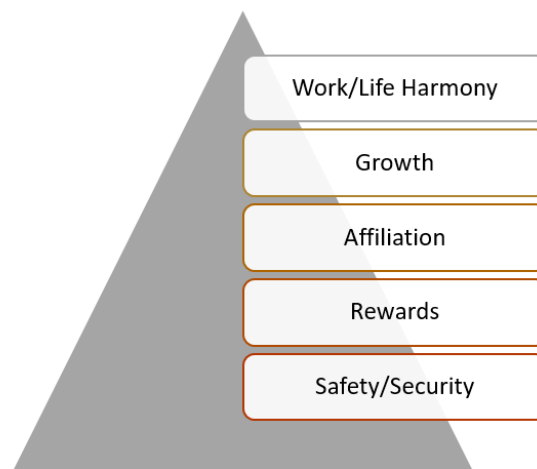 Work/Life Harmony
Growth
Affiliation
Rewards
Safety/Security